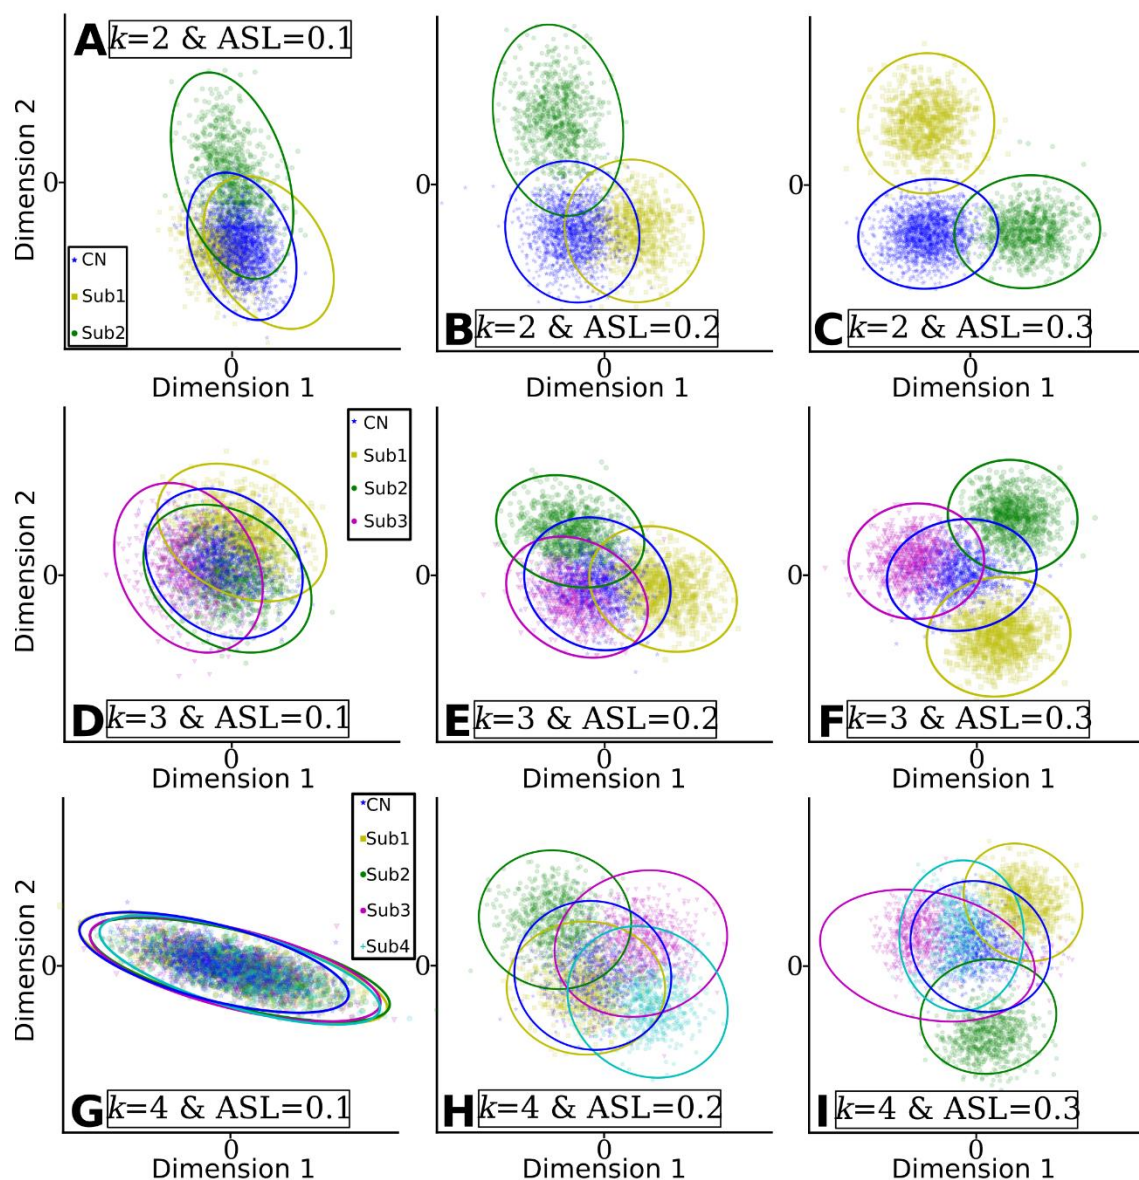 A k=2 & ASL=0.1
Dimension 2
0
CN
Sub1
Sub2
0
Dimension 1
0
B k=2 & ASL=0.2
0
Dimension 1
0
C k=2 & ASL=0.3
0
Dimension 1
CN
Sub1
Sub2
Sub3
Dimension 2
0
D k=3 & ASL=0.1
0
Dimension 1
0
E k=3 & ASL=0.2
0
Dimension 1
0
F k=3 & ASL=0.3
0
Dimension 1
CN
Sub1
Sub2
Sub3
Sub4
Dimension 2
0
G k=4 & ASL=0.1
0
Dimension 1
0
H k=4 & ASL=0.2
0
Dimension 1
0
I k=4 & ASL=0.3
0
Dimension 1